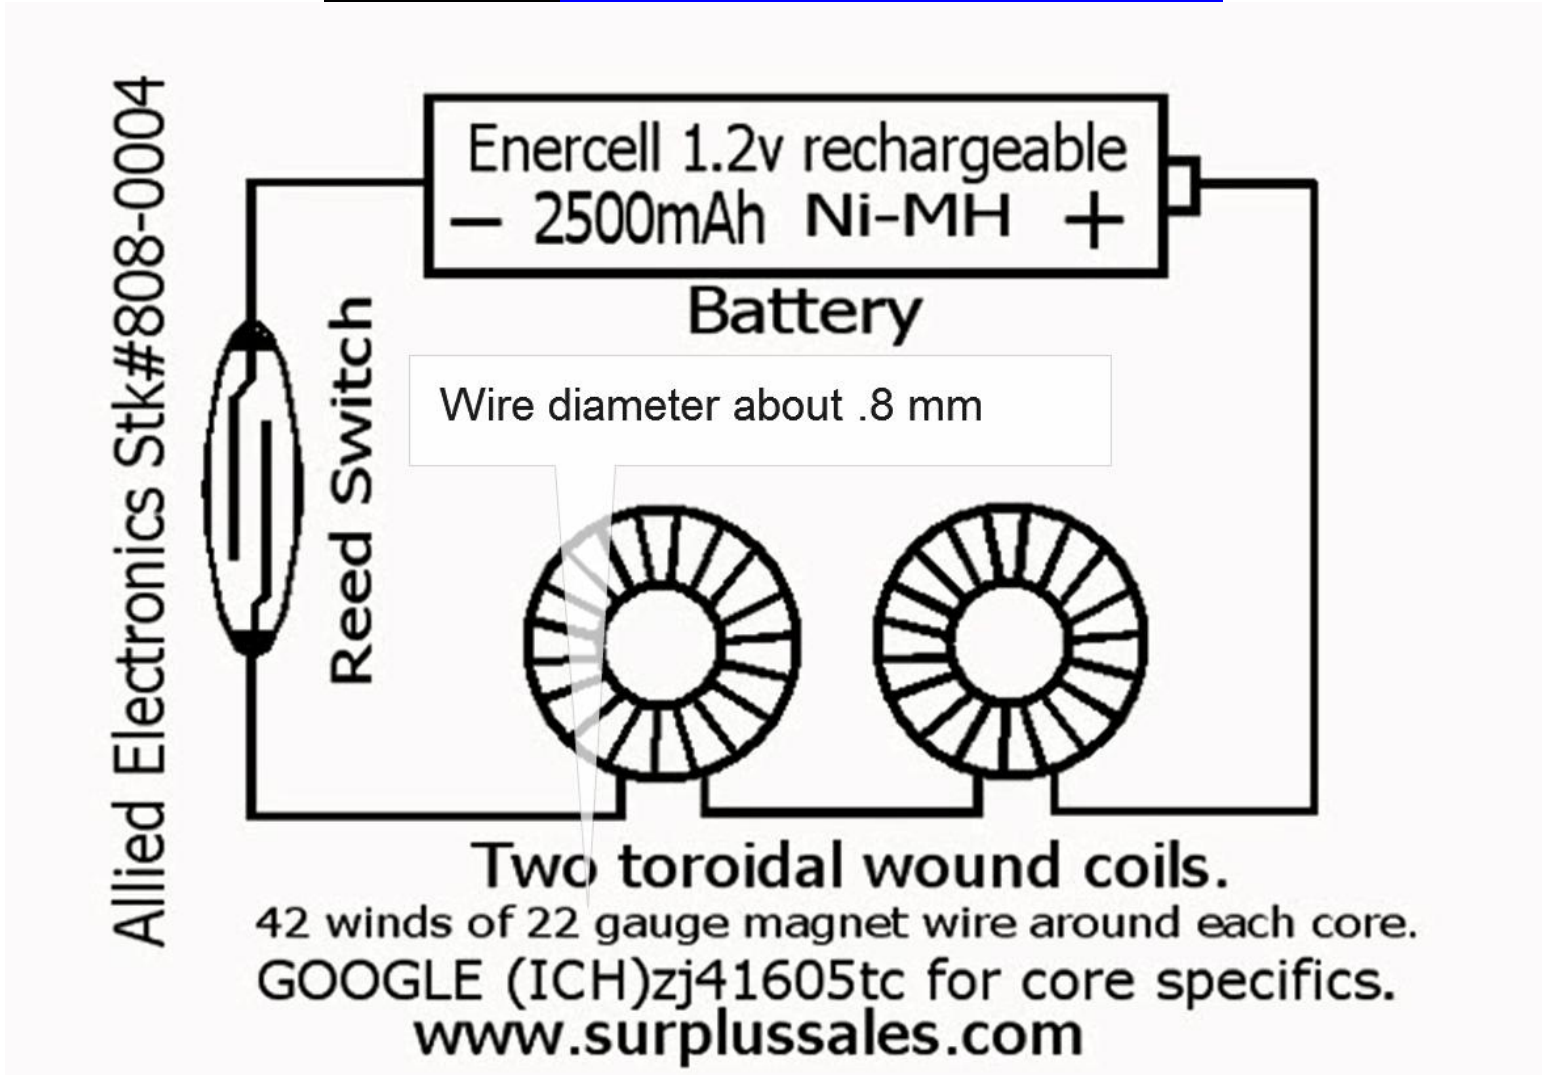 Allied Electronics Stk#808-0004
Enercell 1.2v rechargeable
− 2500mAh Ni-MH +
Battery
Reed Switch
Wire diameter about .8 mm
Two toroidal wound coils.
42 winds of 22 gauge magnet wire around each core.
GOOGLE (ICH)zj41605tc for core specifics.
www.surplussales.com